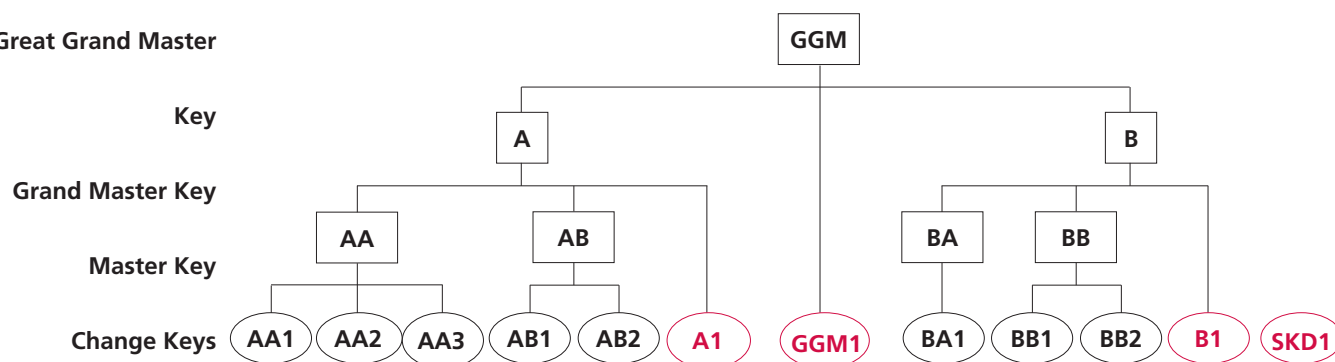 Great Grand Master
GGM
Key
A
B
Grand Master Key
AA
AB
BA
BB
Master Key
Change Keys
AA1
AA2
AA3
AB1
AB2
A1
GGM1
BA1
BB1
BB2
B1
SKD1